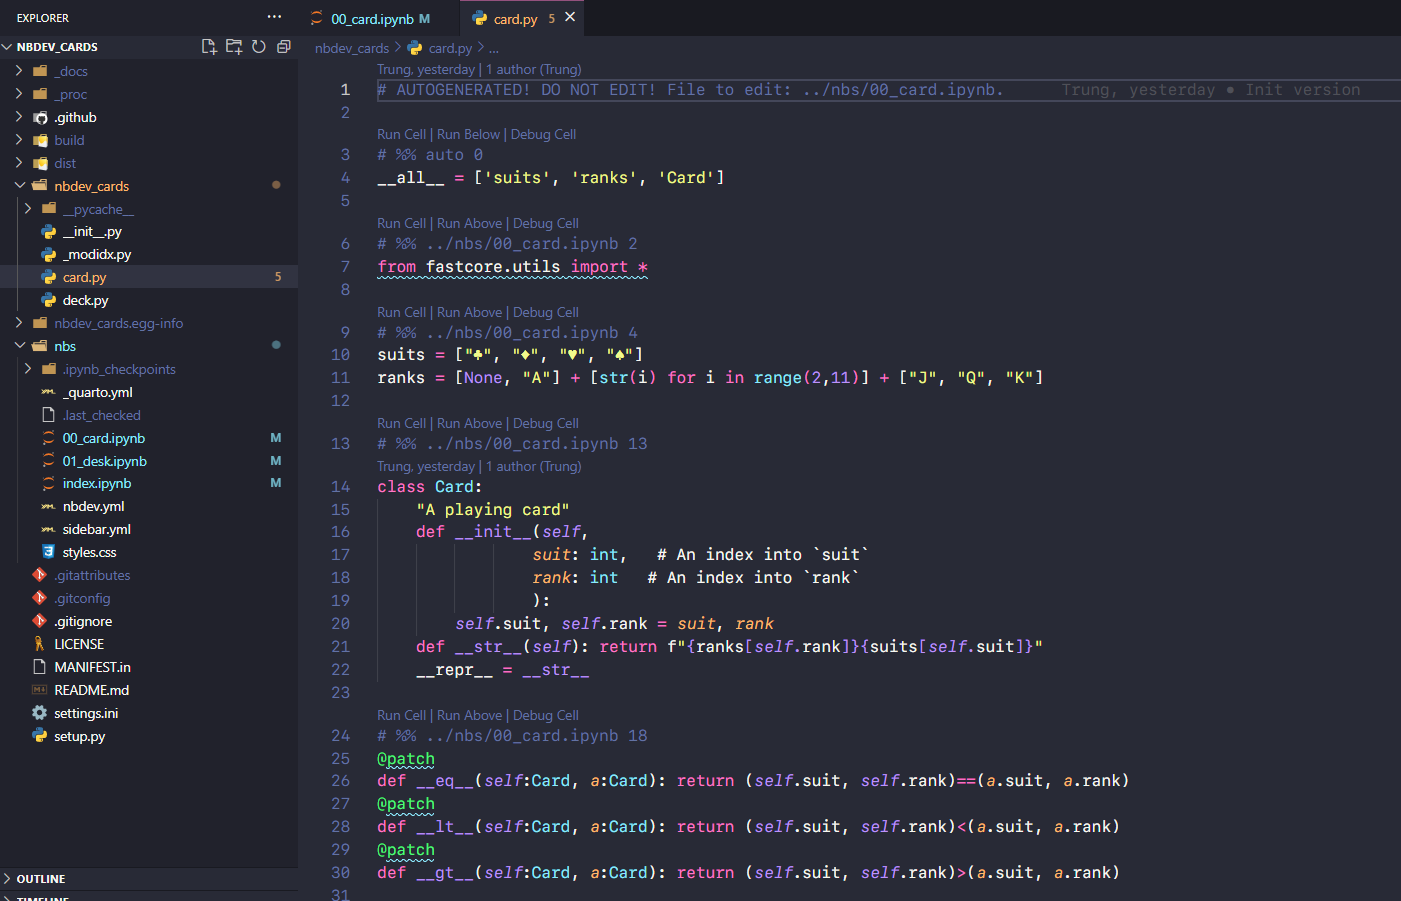 EXPLORER
NBDEV_CARDS
_docs
_proc
.github
build
dist
nbdev_cards
__pycache__
__init__.py
_modidx.py
card.py 5
deck.py
nbdev_cards.egg-info
nbs
.ipynb_checkpoints
_quarto.yml
.last_checked
00_card.ipynb M
01_desk.ipynb M
index.ipynb M
nbdev.yml
sidebar.yml
styles.css
.gitattributes
.gitconfig
.gitignore
LICENSE
MANIFEST.in
README.md
settings.ini
setup.py
OUTLINE
TIMELINE
00_card.ipynb M card.py 5
nbdev_cards > card.py > ...
Trung, yesterday | 1 author (Trung)
1 # AUTOGENERATED! DO NOT EDIT! File to edit: ../nbs/00_card.ipynb. Trung, yesterday • Init version
2
Run Cell | Run Below | Debug Cell
3 # %% auto 0
4 __all__ = ['suits', 'ranks', 'Card']
5
Run Cell | Run Above | Debug Cell
6 # %% ../nbs/00_card.ipynb 2
7 from fastcore.utils import *
8
Run Cell | Run Above | Debug Cell
9 # %% ../nbs/00_card.ipynb 4
10 suits = ["♣", "♦", "♥", "♠"]
11 ranks = [None, "A"] + [str(i) for i in range(2,11)] + ["J", "Q", "K"]
12
Run Cell | Run Above | Debug Cell
13 # %% ../nbs/00_card.ipynb 13
Trung, yesterday | 1 author (Trung)
14 class Card:
15     "A playing card"
16     def __init__(self,
17                 suit: int,   # An index into `suit`
18                 rank: int   # An index into `rank`
19                 ):
20         self.suit, self.rank = suit, rank
21     def __str__(self): return f"{ranks[self.rank]}{suits[self.suit]}"
22     __repr__ = __str__
23
Run Cell | Run Above | Debug Cell
24 # %% ../nbs/00_card.ipynb 18
25 @patch
26 def __eq__(self:Card, a:Card): return (self.suit, self.rank)==(a.suit, a.rank)
27 @patch
28 def __lt__(self:Card, a:Card): return (self.suit, self.rank)<(a.suit, a.rank)
29 @patch
30 def __gt__(self:Card, a:Card): return (self.suit, self.rank)>(a.suit, a.rank)
31